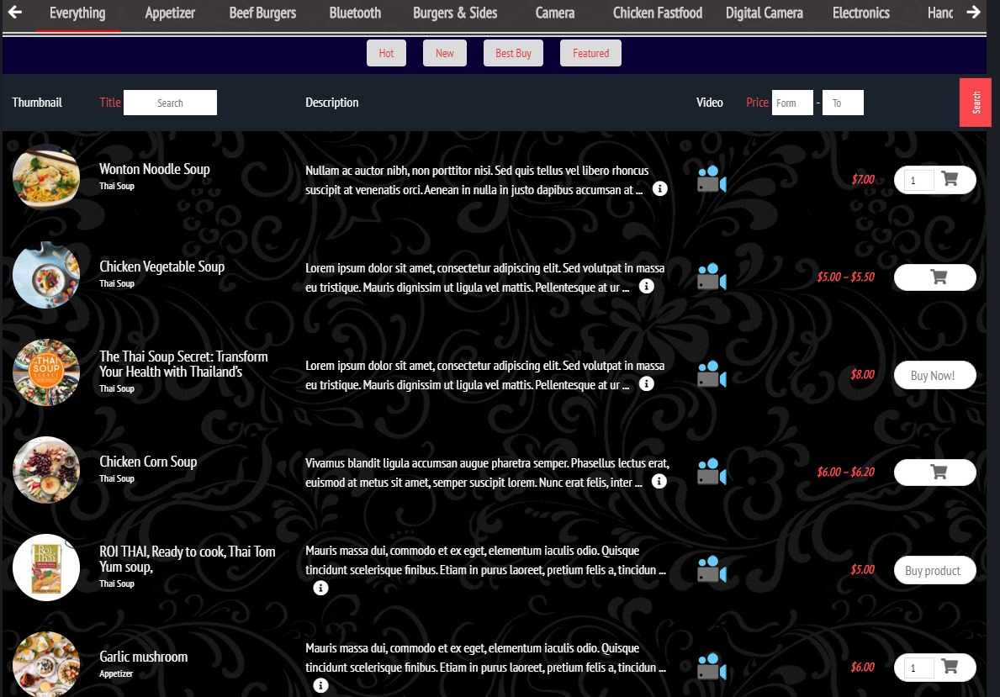 Everything Appetizer Beef Burgers Bluetooth Burgers & Sides Camera Chicken Fastfood Digital Camera Electronics Hanc
Hot New Best Buy Featured
Thumbnail Title Search Description Video Price Form - To Search
Wonton Noodle Soup
Thai Soup
Nullam ac auctor nibh, non porttitor nisi. Sed quis tellus vel libero rhoncus
suscipit at venenatis orci. Aenean in nulla in justo dapibus accumsan at ...
$7.00 1
Chicken Vegetable Soup
Thai Soup
Lorem ipsum dolor sit amet, consectetur adipiscing elit. Sed volutpat in massa
eu tristique. Mauris dignissim ut ligula vel mattis. Pellentesque at ur ...
$5.00 – $5.50
THAI
SOUP
SECRET
The Thai Soup Secret: Transform
Your Health with Thailand's
Thai Soup
Lorem ipsum dolor sit amet, consectetur adipiscing elit. Sed volutpat in massa
eu tristique. Mauris dignissim ut ligula vel mattis. Pellentesque at ur ...
$8.00 Buy Now!
Chicken Corn Soup
Thai Soup
Vivamus blandit ligula accumsan augue pharetra semper. Phasellus lectus erat,
euismod at metus sit amet, semper suscipit lorem. Nunc erat felis, inter ...
$6.00 – $6.20
ROI
Thai
ROI THAI, Ready to cook, Thai Tom
Yum soup,
Thai Soup
Mauris massa dui, commodo et ex eget, elementum iaculis odio. Quisque
tincidunt scelerisque finibus. Etiam in purus laoreet, pretium felis a, tincidun ...
$5.00 Buy product
Garlic mushroom
Appetizer
Mauris massa dui, commodo et ex eget, elementum iaculis odio. Quisque
tincidunt scelerisque finibus. Etiam in purus laoreet, pretium felis a, tincidun ...
$6.00 1